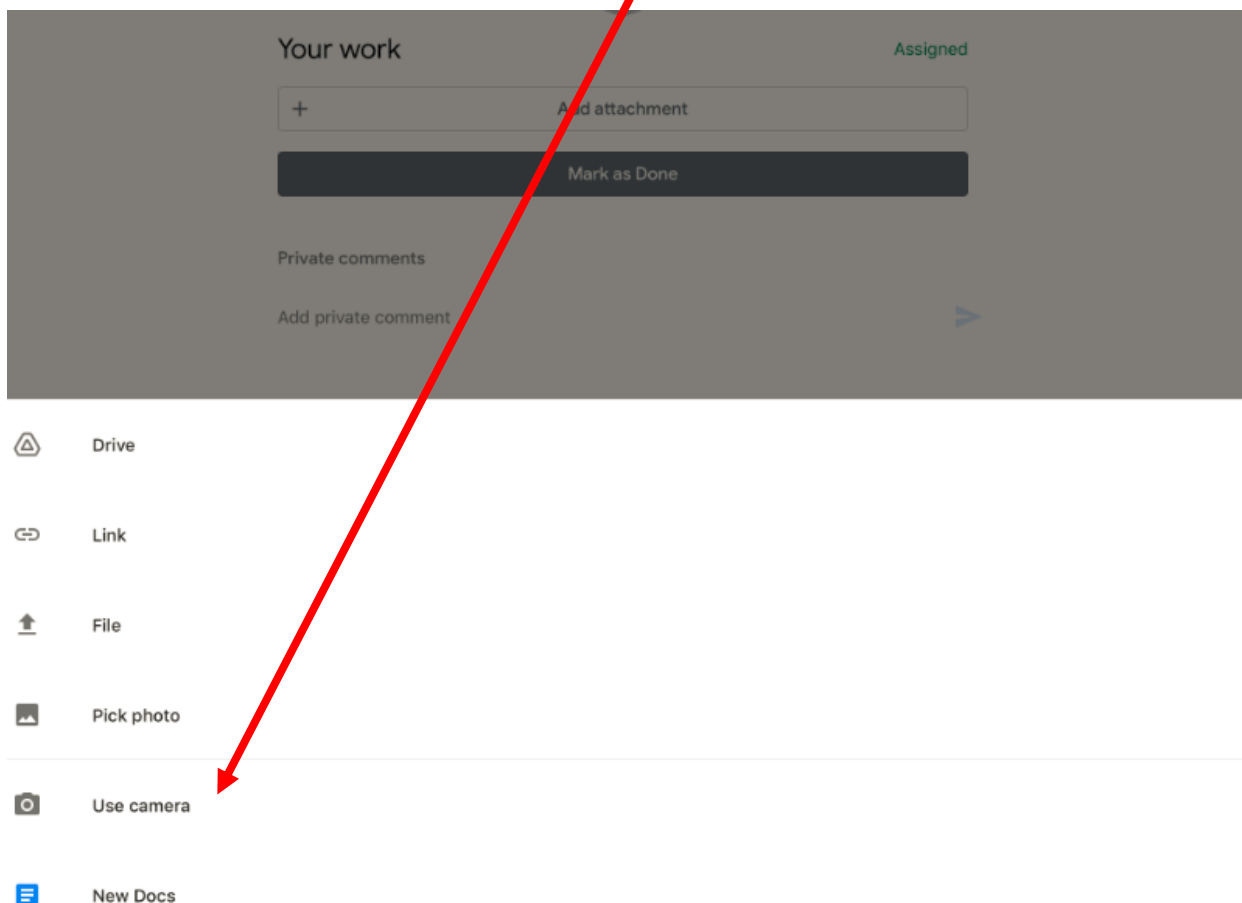 Your work
Assigned
+ Add attachment
Mark as Done
Private comments
Add private comment
Drive
Link
File
Pick photo
Use camera
New Docs